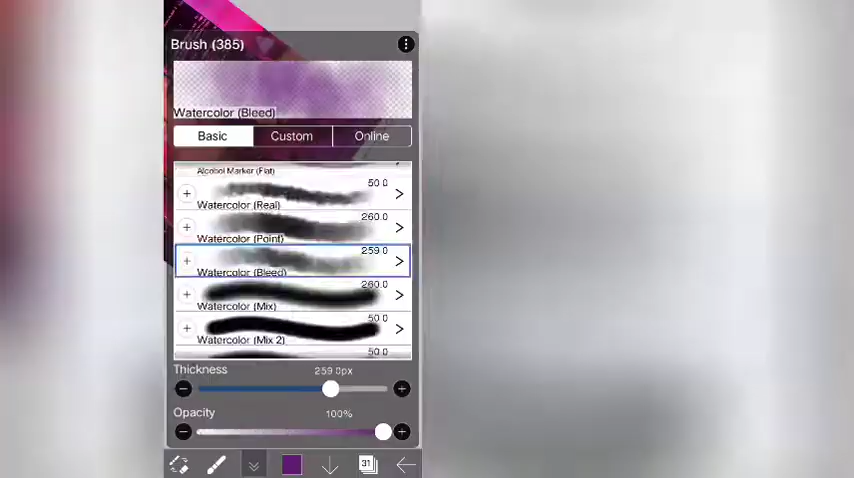 Brush (385)
Watercolor (Bleed)
Basic Custom Online
Alcohol Marker (Flat)
50.0
Watercolor (Real)
260.0
Watercolor (Point)
259.0
Watercolor (Bleed)
260.0
Watercolor (Mix)
50.0
Watercolor (Mix 2)
50.0
Thickness 259.0px
Opacity 100%
31